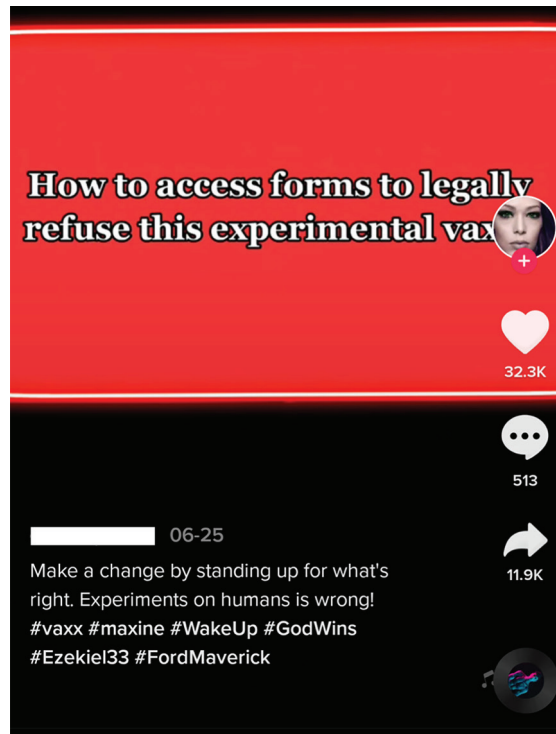 How to access forms to legally
refuse this experimental
32.3K
513
06-25
11.9K
Make a change by standing up for what's
right. Experiments on humans is wrong!
#vaxx #maxine #WakeUp #GodWins
#Ezekiel33 #FordMaverick